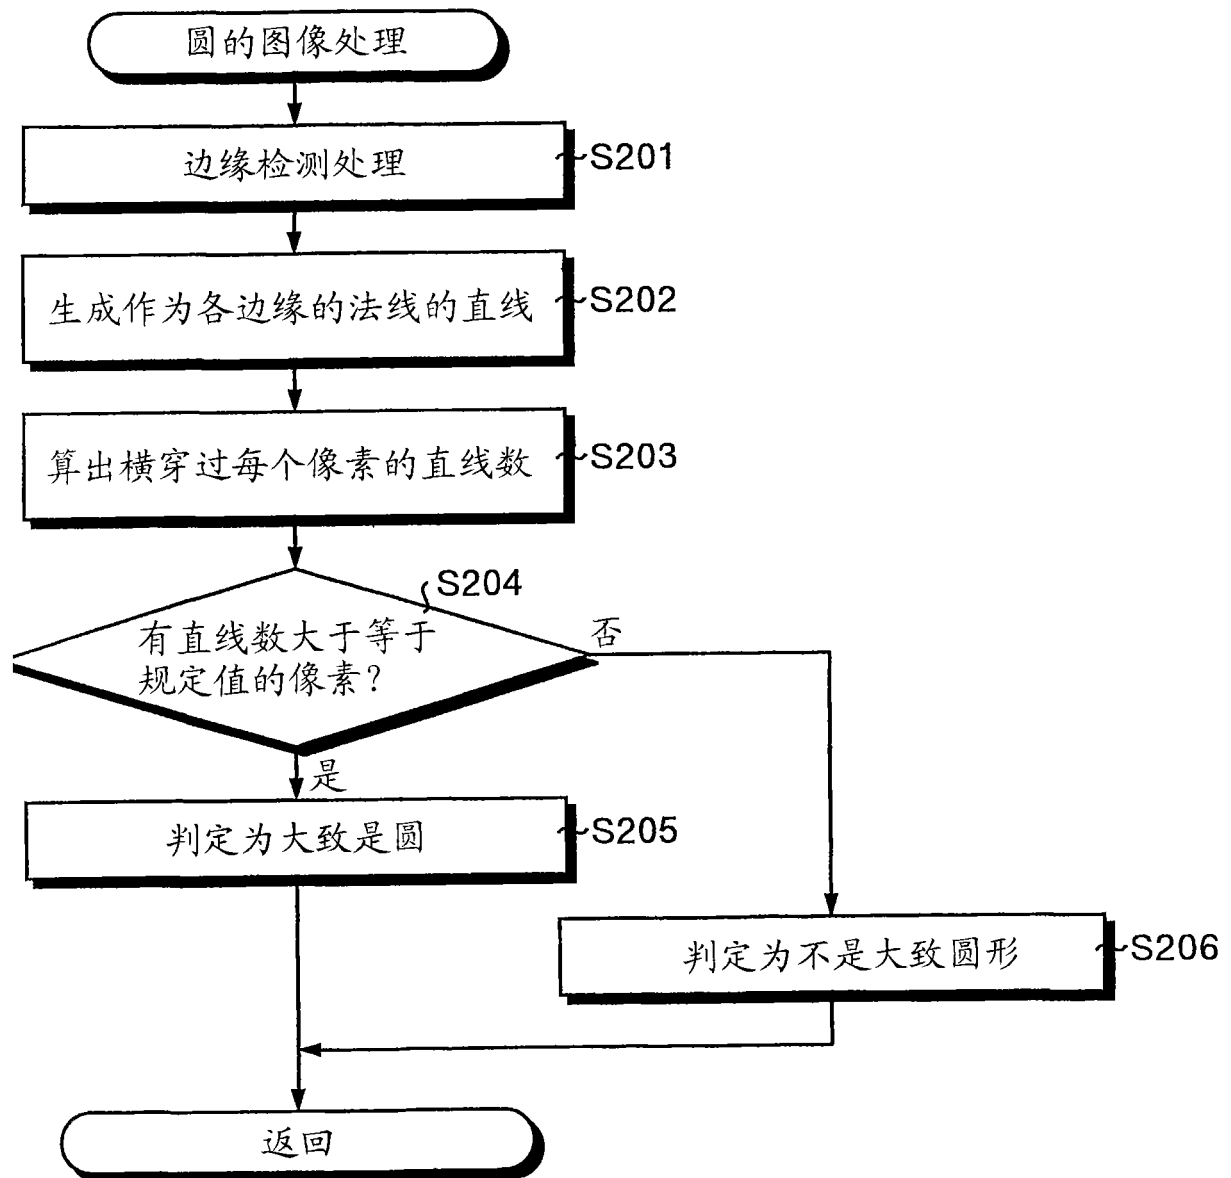 圆的图像处理
边缘检测处理
S201
生成作为各边缘的法线的直线
S202
算出横穿过每个像素的直线数
S203
S204
有直线数大于等于
规定值的像素?
否
是
判定为大致是圆
S205
判定为不是大致圆形
S206
返回